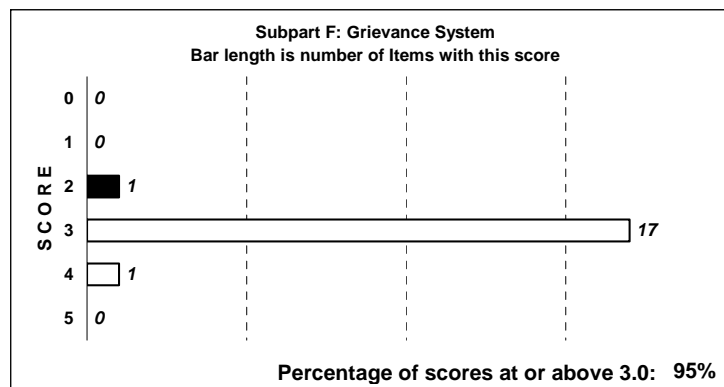 Subpart F: Grievance System
Bar length is number of Items with this score
SCORE
0 0
1 0
2 1
3 17
4 1
5 0
Percentage of scores at or above 3.0: 95%